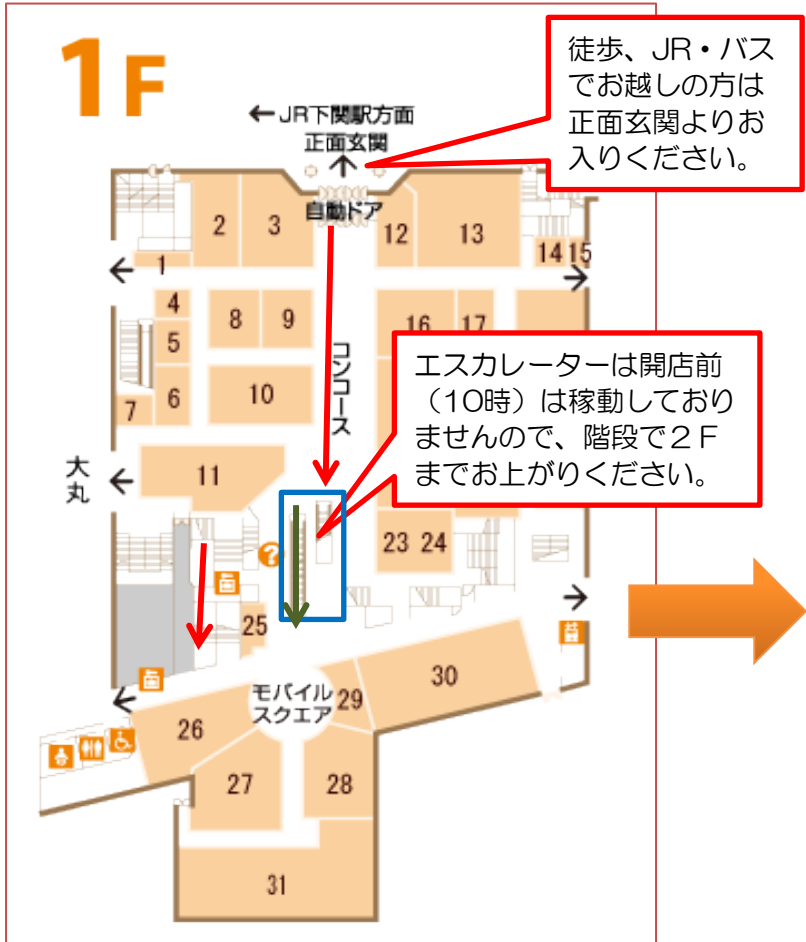 1F
徒歩、JR・バス
でお越しの方は
正面玄関よりお
入りください。
←JR下関駅方面
正面玄関
自動ドア
2
3
12
13
14
15
1
4
8
9
16
17
5
コンコース
エスカレーターは開店前
（10時）は稼動しており
ませんので、階段で２Ｆ
までお上がりください。
6
10
7
大丸
11
23
24
?
25
モバイル
スクエア
29
30
26
27
28
31